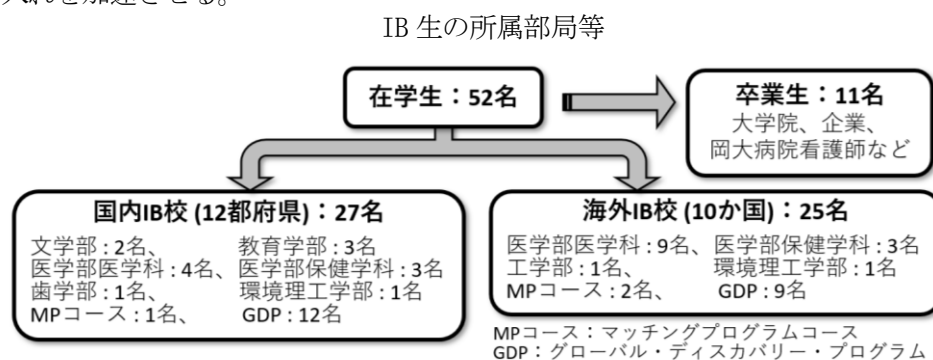 入れを加速させる。
IB 生の所属部局等
在学生：52名
卒業生：11名
大学院、企業、
岡大病院看護師など
国内IB校 (12都府県)：27名
文学部：2名、 教育学部：3名
医学部医学科：4名、医学部保健学科：3名
歯学部：1名、 環境理工学部：1名
MPコース：1名、 GDP：12名
海外IB校 (10か国)：25名
医学部医学科：9名、医学部保健学科：3名
工学部：1名、 環境理工学部：1名
MPコース：2名、 GDP：9名
MPコース：マッチングプログラムコース
GDP：グローバル・ディスカバリー・プログラム